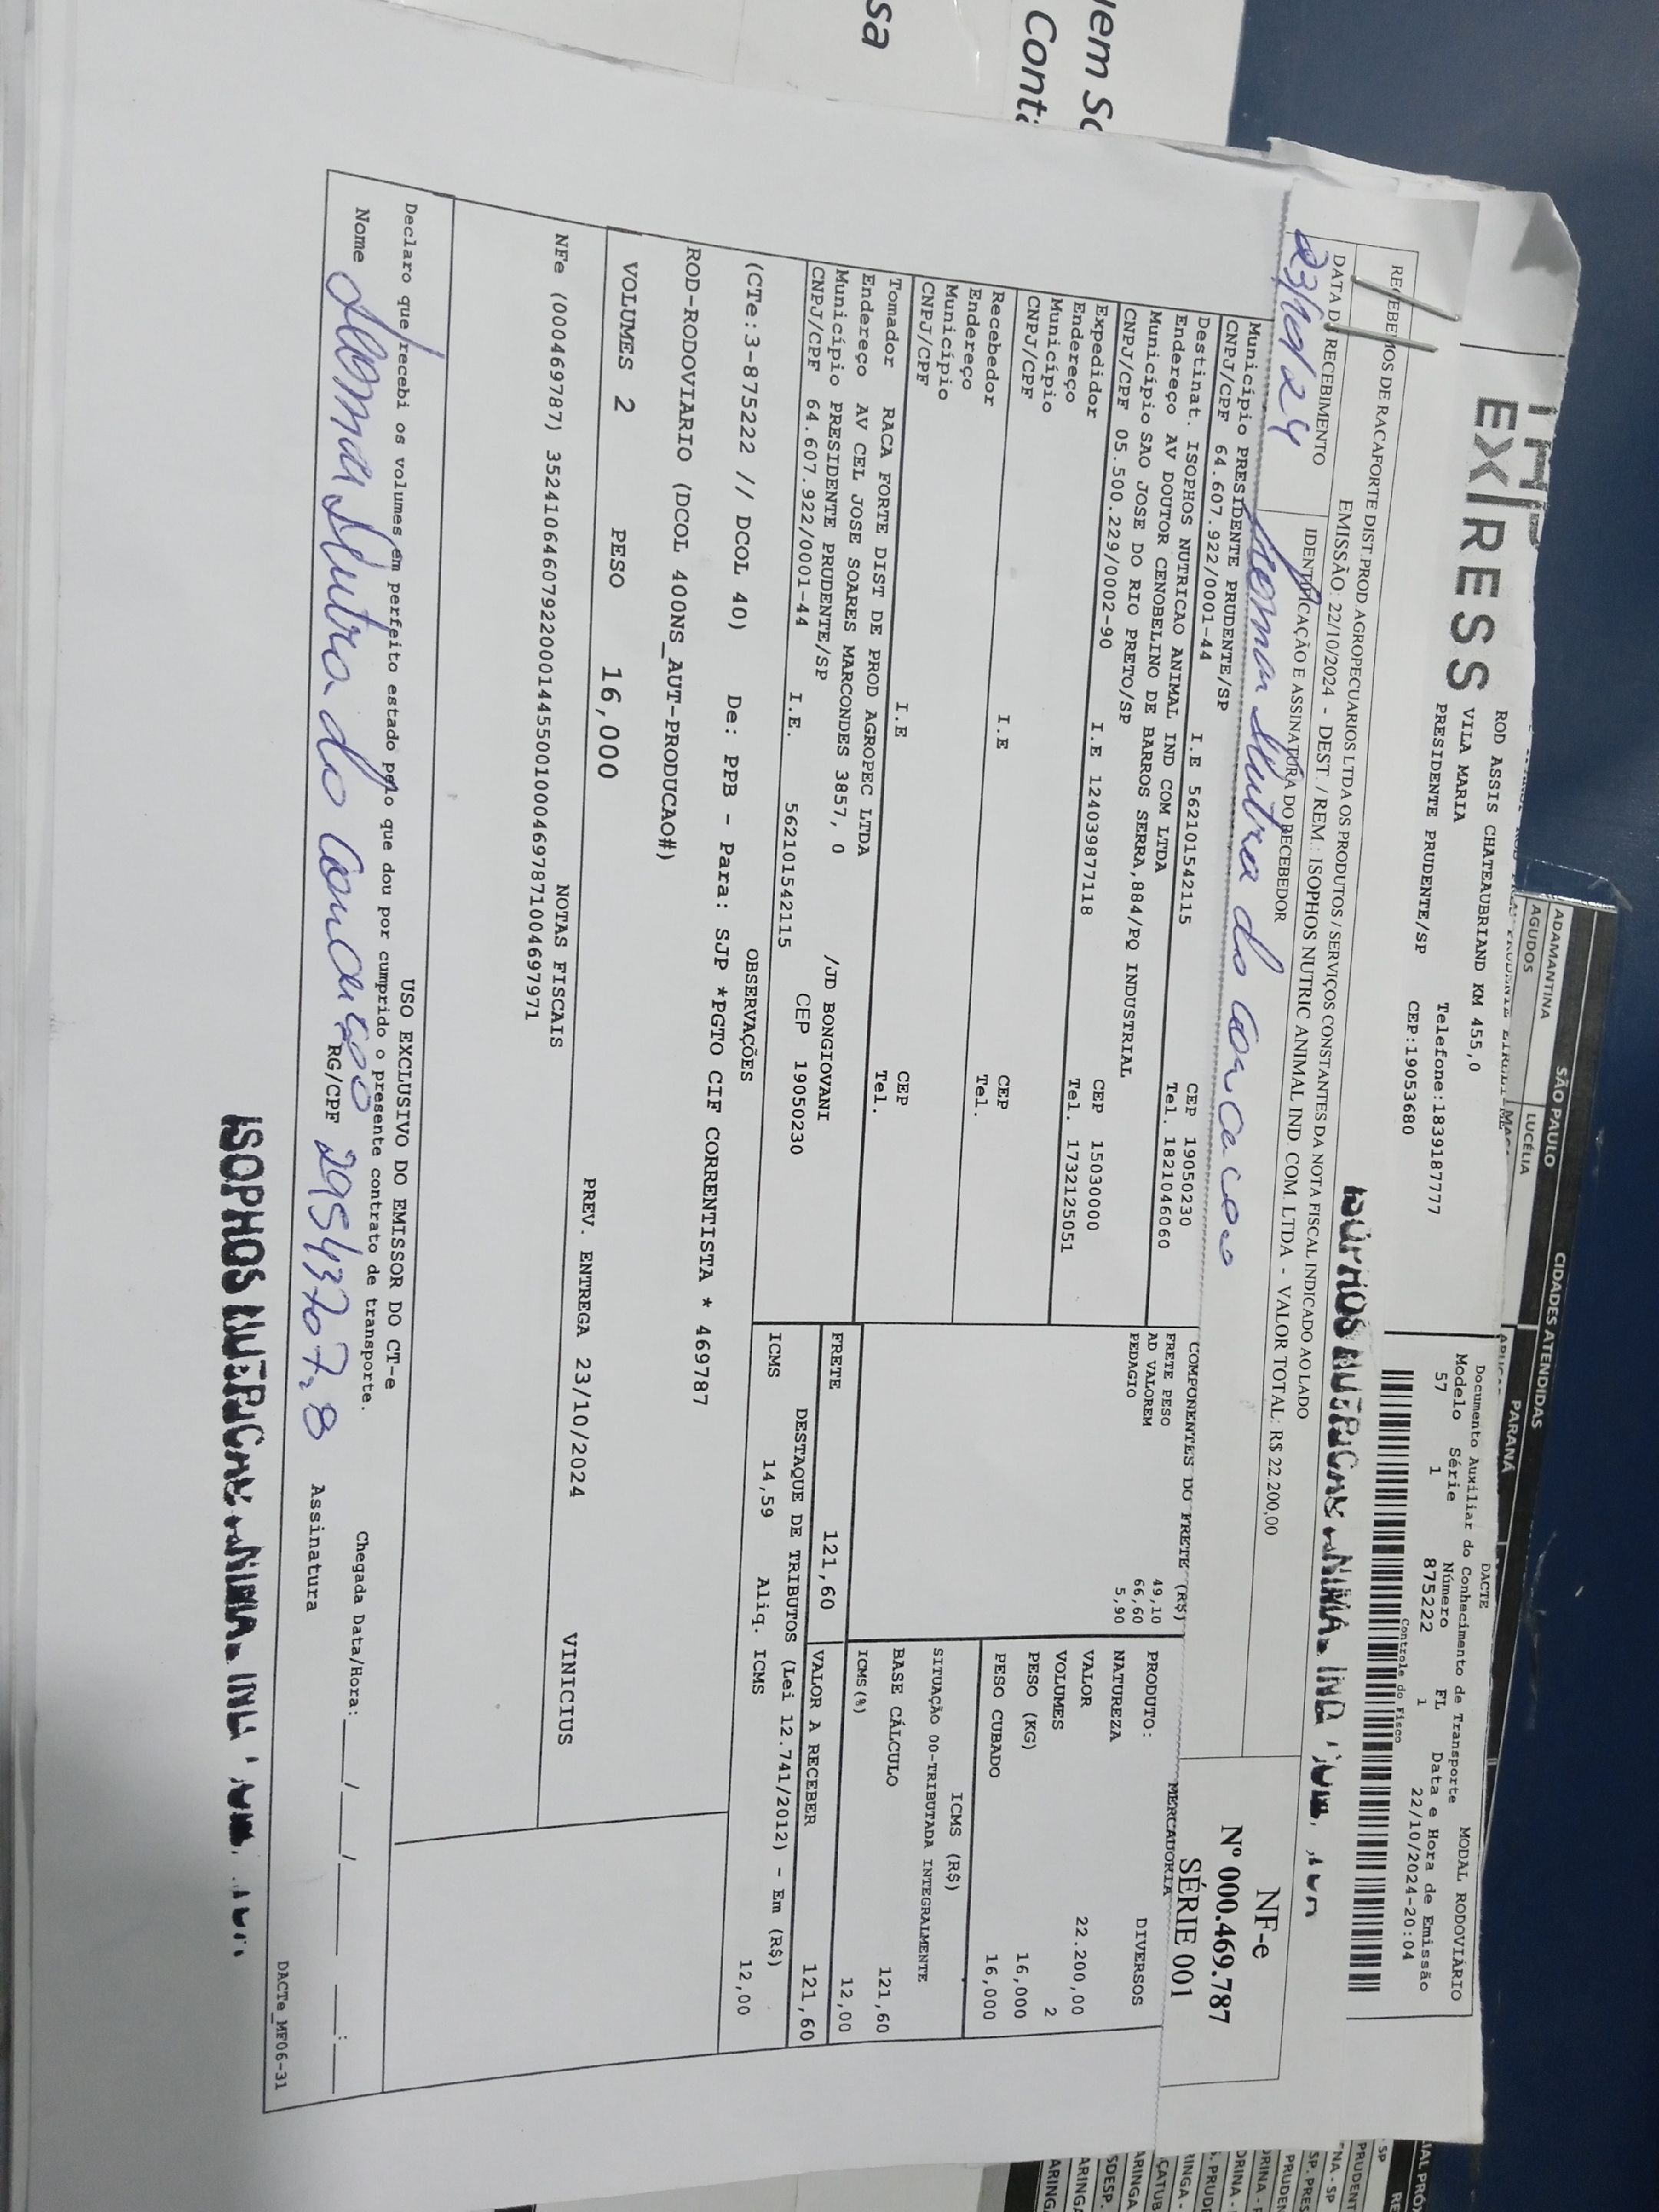 EXPRESS
ROD ASSIS CHATEAUBRIAND KM 455,0
VILA MARIA
PRESIDENTE PRUDENTE/SP
Telefone:1839187777
CEP:19053680
DACTE
Documento Auxiliar do Conhecimento de Transporte
MODAL RODOVIÁRIO
Modelo Série Número FL Data e Hora de Emissão
57 1 875222 1 22/10/2024-20:04
Controle do Fisco
RECEBEMOS DE RACAFORTE DIST.PROD.AGROPECUARIOS LTDA OS PRODUTOS / SERVIÇOS CONSTANTES DA NOTA FISCAL INDICADO AO LADO
EMISSÃO: 22/10/2024 - DEST. / REM.: ISOPHOS NUTRIC ANIMAL IND. COM. LTDA - VALOR TOTAL: R$ 22.200,00
DATA DO RECEBIMENTO
IDENTIFICAÇÃO E ASSINATURA DO RECEBEDOR
23/10/24
NF-e
Nº 000.469.787
SÉRIE 001
Município PRESIDENTE PRUDENTE/SP
CEP 19050230
CNPJ/CPF 64.607.922/0001-44 I.E 562101542115 Tel. 1821046060
Destinat. ISOPHOS NUTRICAO ANIMAL IND COM LTDA
Endereço AV DOUTOR CENOBELINO DE BARROS SERRA,884/PQ INDUSTRIAL
Município SAO JOSE DO RIO PRETO/SP CEP 15030000
CNPJ/CPF 05.500.229/0002-90 I.E 124039877118 Tel. 1732125051
Expedidor
Endereço
Município CEP
CNPJ/CPF I.E Tel.
Recebedor
Endereço
Município CEP
CNPJ/CPF I.E Tel.
Tomador RACA FORTE DIST DE PROD AGROPEC LTDA
Endereço AV CEL JOSE SOARES MARCONDES 3857, 0 /JD BONGIOVANI
Município PRESIDENTE PRUDENTE/SP CEP 19050230
CNPJ/CPF 64.607.922/0001-44 I.E. 562101542115
COMPONENTES DO FRETE (R$)
FRETE PESO 49,10
AD VALOREM 66,60
PEDAGIO 5,90
MERCADORIA
PRODUTO: DIVERSOS
NATUREZA
VALOR 22.200,00
VOLUMES 2
PESO (KG) 16,000
PESO CUBADO 16,000
ICMS (R$)
SITUAÇÃO 00-TRIBUTADA INTEGRALMENTE
BASE CÁLCULO 121,60
ICMS(%) 12,00
FRETE 121,60
VALOR A RECEBER 121,60
DESTAQUE DE TRIBUTOS (Lei 12.741/2012) - Em (R$)
ICMS 14,59 Aliq. ICMS 12,00
OBSERVAÇÕES
(CTe:3-875222 // DCOL 40) De: PPB - Para: SJP *PGTO CIF CORRENTISTA * 469787
ROD-RODOVIARIO (DCOL 400NS_AUT-PRODUCAO#)
VOLUMES 2 PESO 16,000
PREV. ENTREGA 23/10/2024
VINICIUS
NOTAS FISCAIS
NFe (000469787) 35241064607922000144550010004697871004697971
USO EXCLUSIVO DO EMISSOR DO CT-e
Declaro que recebi os volumes em perfeito estado pelo que dou por cumprido o presente contrato de transporte.
Chegada Data/Hora:
Nome RG/CPF 29543707.8 Assinatura
DACTe_MF06-31
CIDADES ATENDIDAS
SÃO PAULO
PARANÁ
ADAMANTINA
AGUDOS
LUCÉLIA